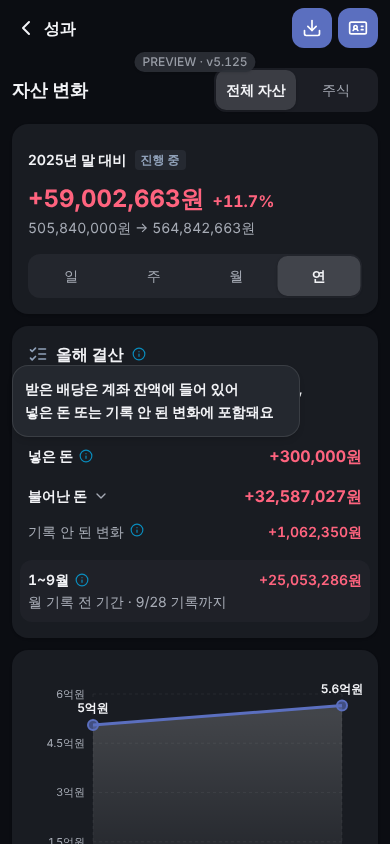 성과
PREVIEW · v5.125
자산 변화
전체 자산
주식
2025년 말 대비
진행 중
+59,002,663원 +11.7%
505,840,000원 → 564,842,663원
일
주
월
연
올해 결산
받은 배당은 계좌 잔액에 들어 있어
넣은 돈 또는 기록 안 된 변화에 포함돼요
넣은 돈
+300,000원
불어난 돈
+32,587,027원
기록 안 된 변화
+1,062,350원
1~9월
+25,053,286원
월 기록 전 기간 · 9/28 기록까지
5.6억원
6억원
5억원
4.5억원
3억원
1.5억원